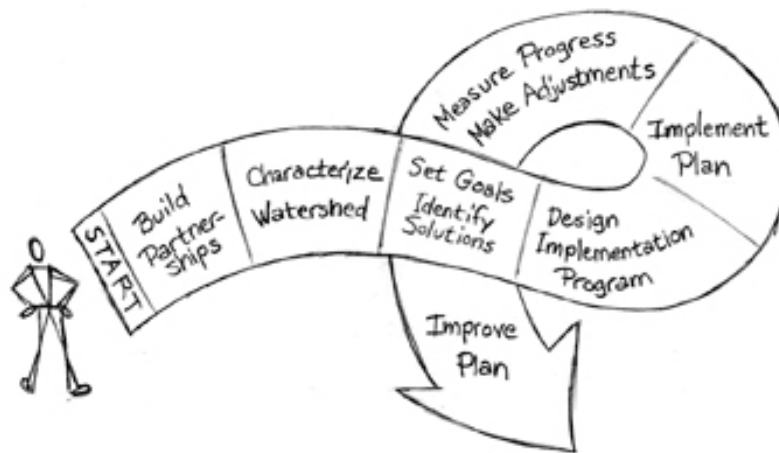 START
Build
Partner-
ships
Characterize
Watershed
Set Goals
Identify
Solutions
Design
Implementation
Program
Implement
Plan
Measure Progress
Make Adjustments
Improve
Plan